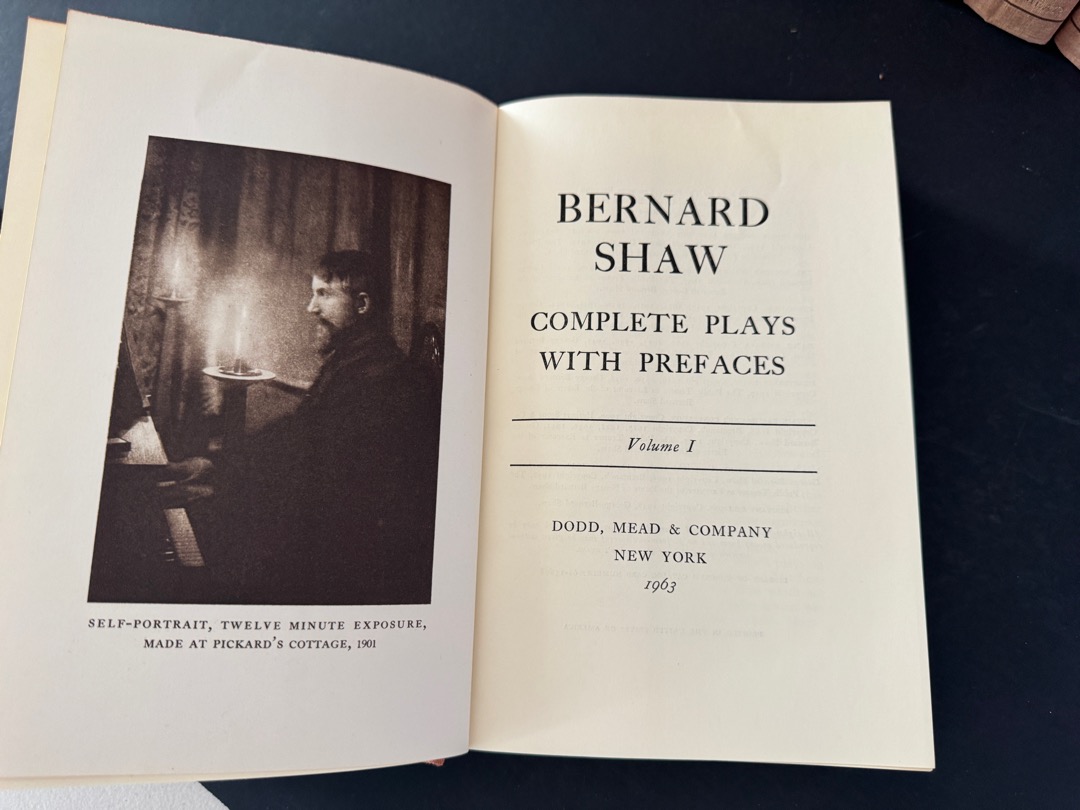 SELF-PORTRAIT, TWELVE MINUTE EXPOSURE,
MADE AT PICKARD'S COTTAGE, 1901
BERNARD
SHAW
COMPLETE PLAYS
WITH PREFACES
Volume I
DODD, MEAD & COMPANY
NEW YORK
1963